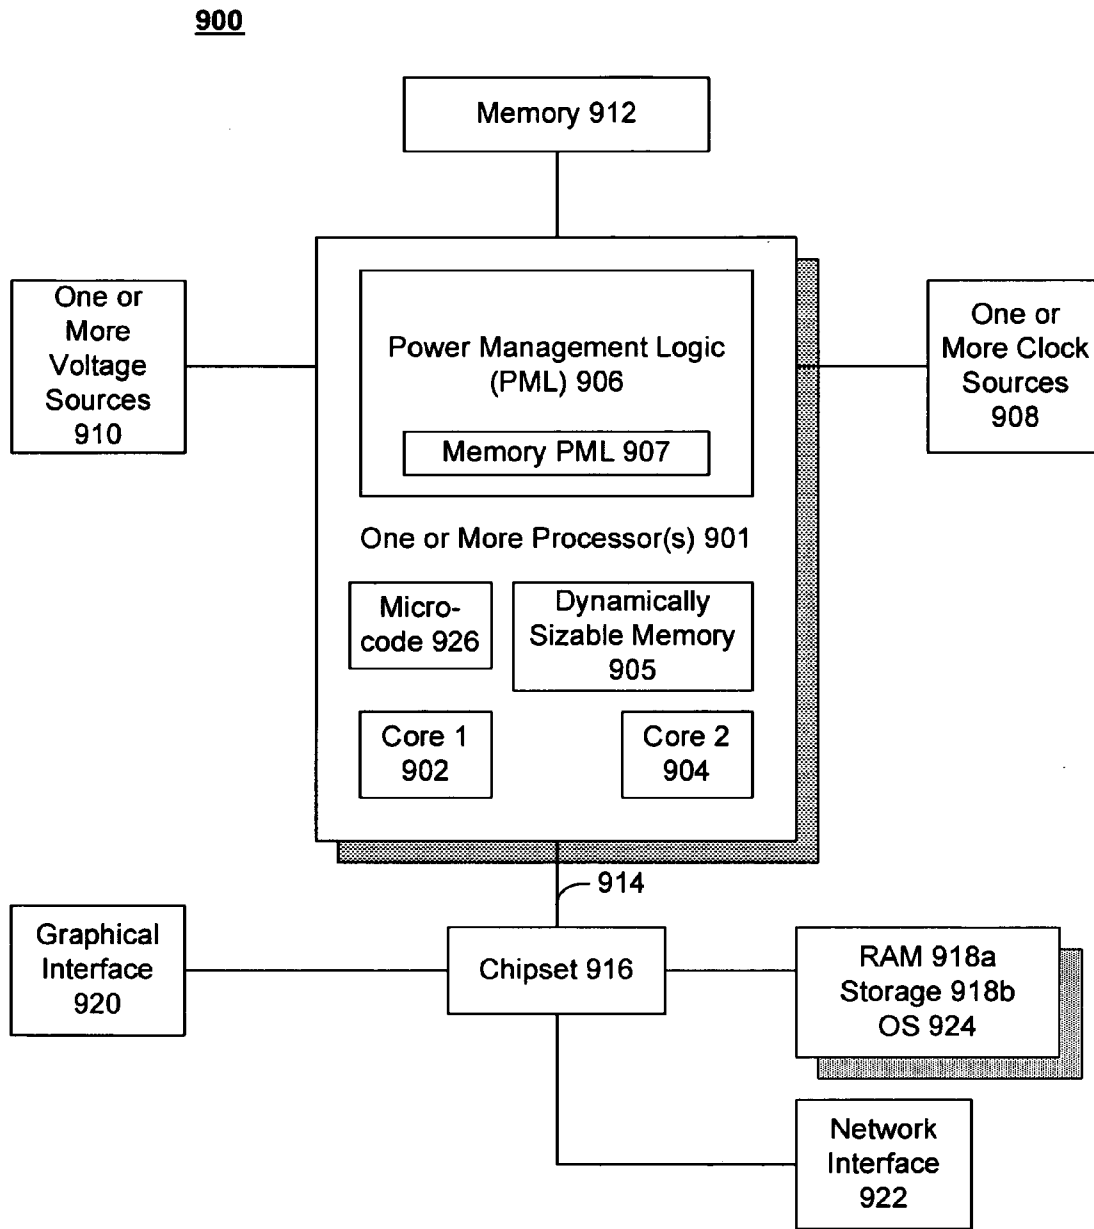 900
Memory 912
One or
More
Voltage
Sources
910
Power Management Logic
(PML) 906
Memory PML 907
One or
More Clock
Sources
908
One or More Processor(s) 901
Micro-
code 926
Dynamically
Sizable Memory
905
Core 1
902
Core 2
904
914
Graphical
Interface
920
Chipset 916
RAM 918a
Storage 918b
OS 924
Network
Interface
922